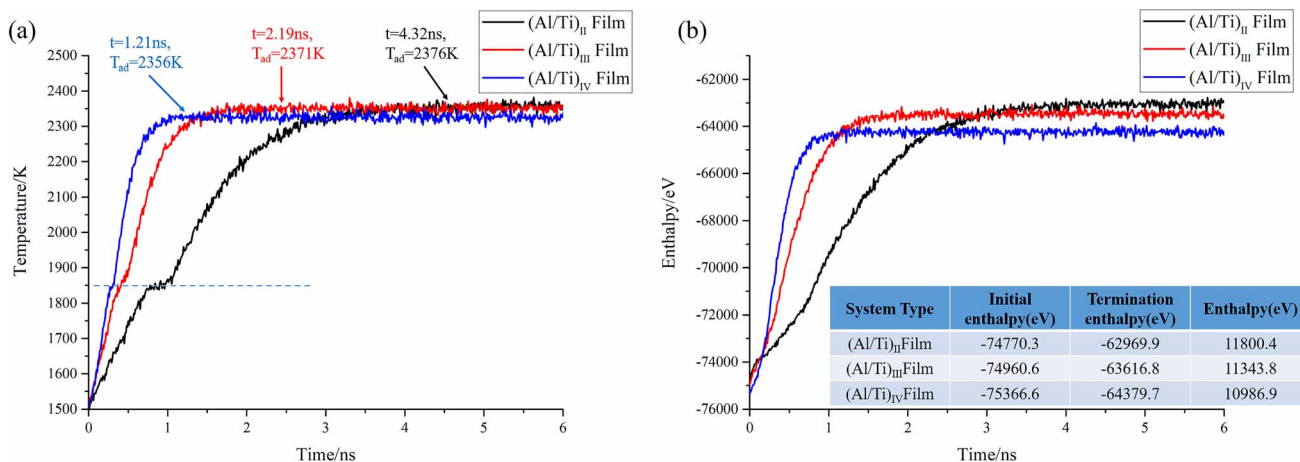 (a)
(Al/Ti)II Film
(Al/Ti)III Film
(Al/Ti)IV Film
t=1.21ns,
Tad=2356K
t=2.19ns,
Tad=2371K
t=4.32ns,
Tad=2376K
2500
2400
2300
2200
2100
2000
1900
1800
1700
1600
1500
Temperature/K
0
1
2
3
4
5
6
Time/ns
(b)
(Al/Ti)II Film
(Al/Ti)III Film
(Al/Ti)IV Film
-62000
-64000
-66000
-68000
-70000
-72000
-74000
-76000
Enthalpy/eV
System Type Initial enthalpy(eV) Termination enthalpy(eV) Enthalpy(eV)
(Al/Ti)IIFilm -74770.3 -62969.9 11800.4
(Al/Ti)IIIFilm -74960.6 -63616.8 11343.8
(Al/Ti)IVFilm -75366.6 -64379.7 10986.9
0
1
2
3
4
5
6
Time/ns